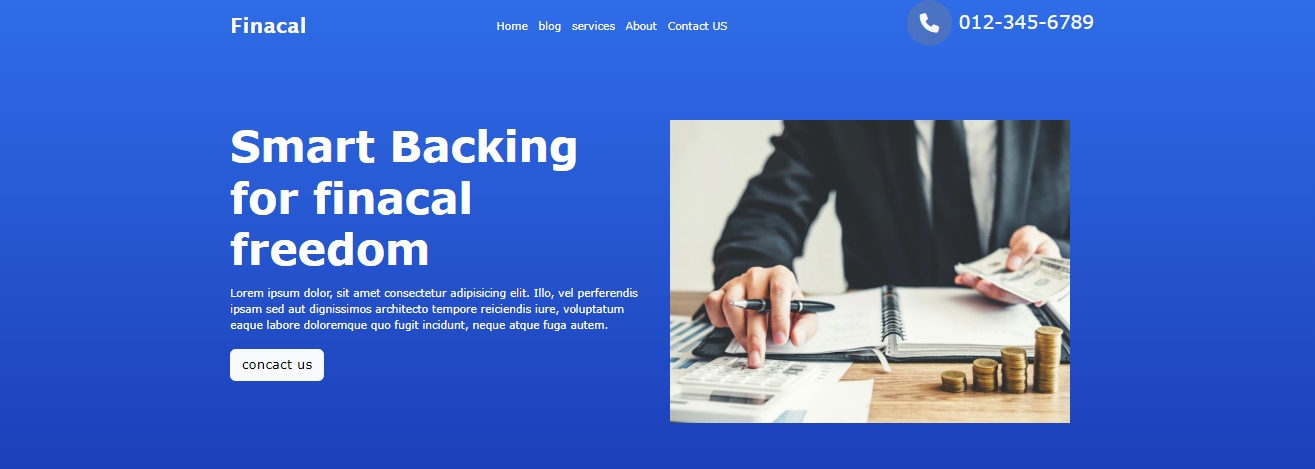 Finacal
Home blog services About Contact US
012-345-6789
Smart Backing
for finacal
freedom
Lorem ipsum dolor, sit amet consectetur adipisicing elit. Illo, vel perferendis
ipsam sed aut dignissimos architecto tempore reiciendis iure, voluptatum
eaque labore doloremque quo fugit incidunt, neque atque fuga autem.
concact us